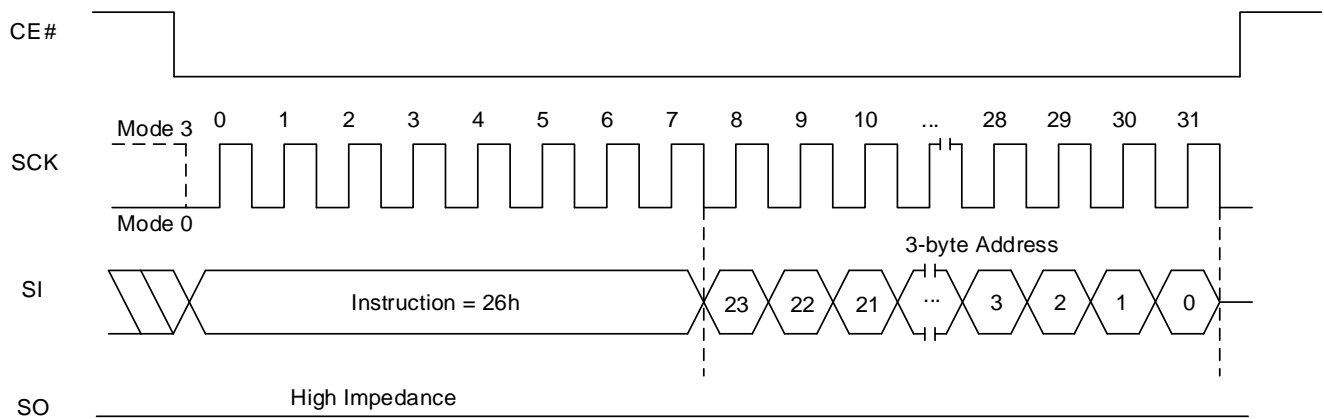 CE#
Mode 3
0 1 2 3 4 5 6 7 8 9 10 ... 28 29 30 31
SCK
Mode 0
3-byte Address
SI
Instruction = 26h
23 22 21 ... 3 2 1 0
High Impedance
SO